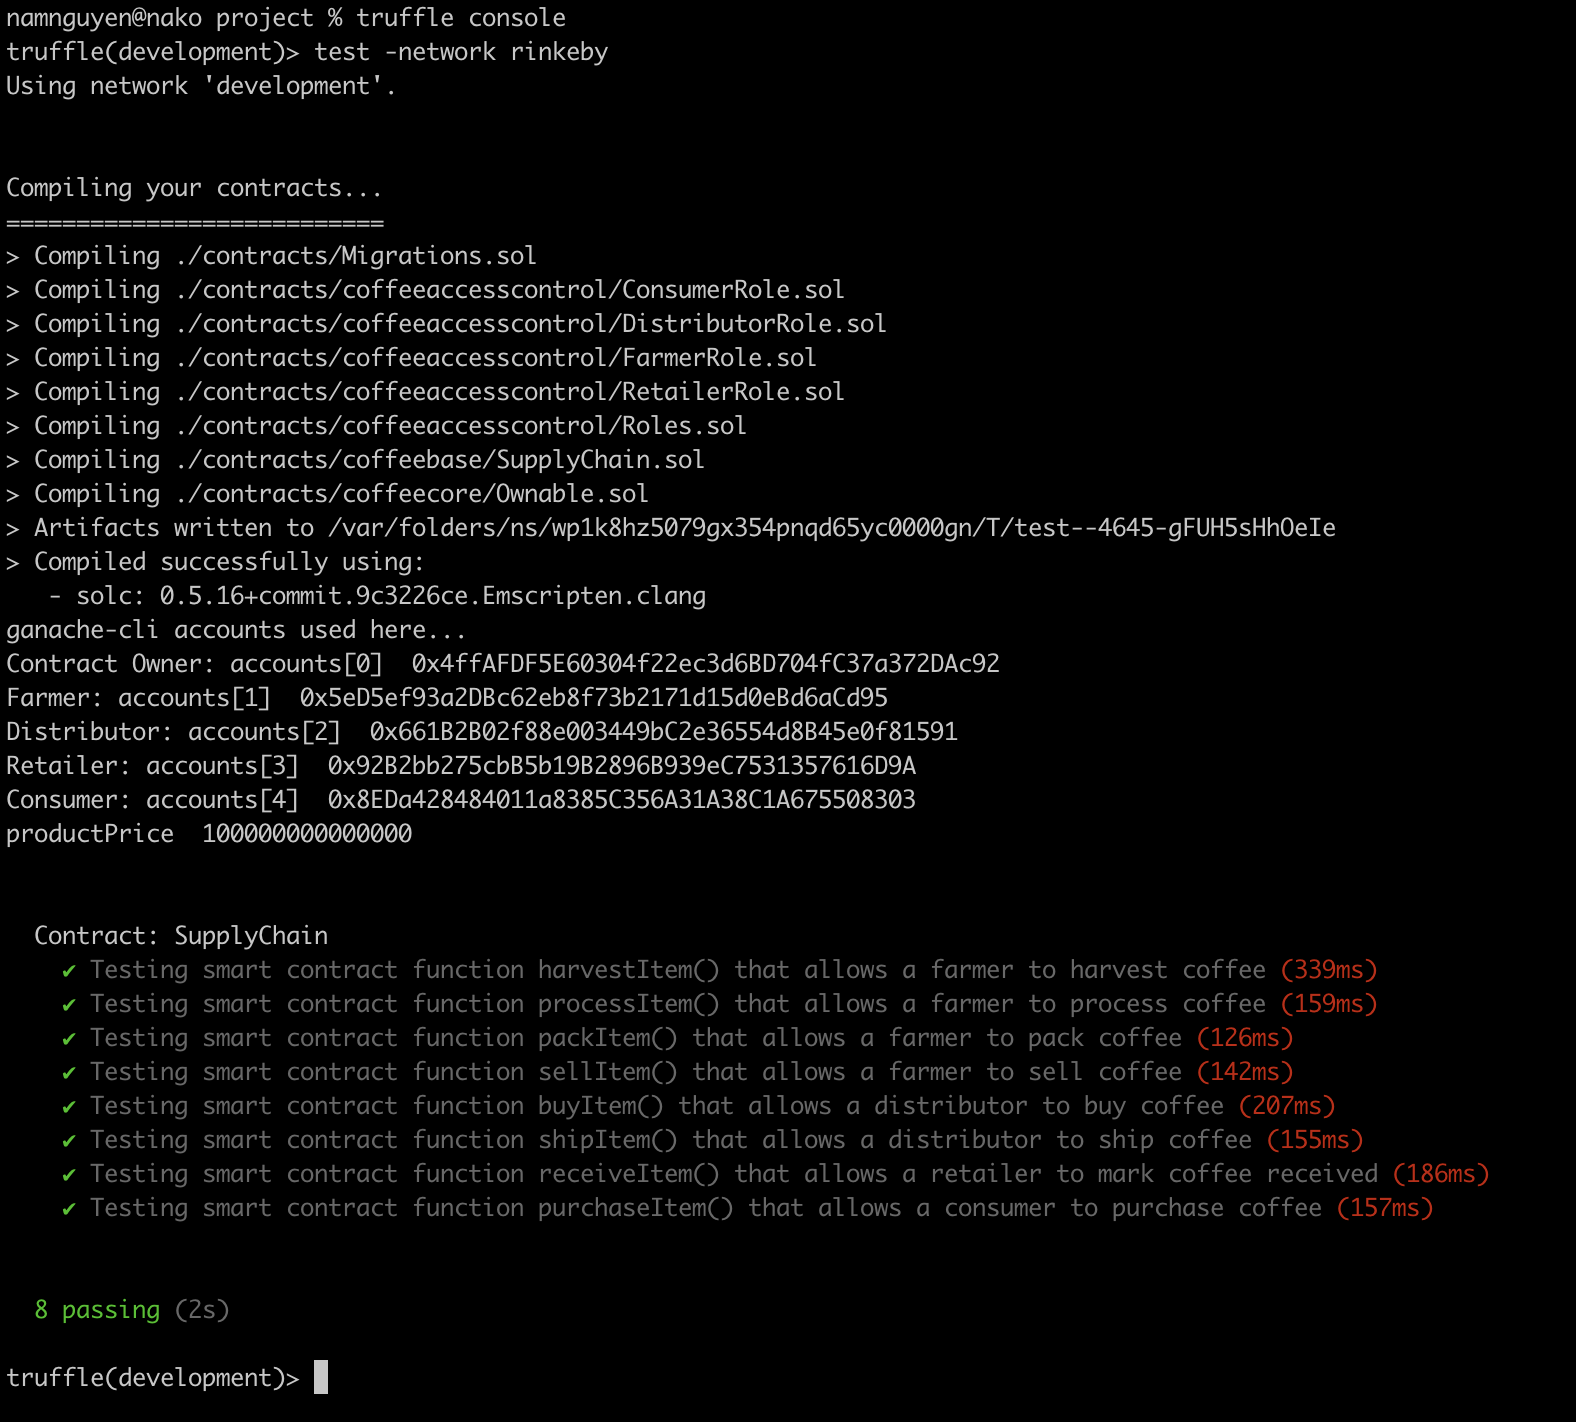 namnguyen@nako project % truffle console
truffle(development)> test -network rinkeby
Using network 'development'.
Compiling your contracts...
===========================
> Compiling ./contracts/Migrations.sol
> Compiling ./contracts/coffeeaccesscontrol/ConsumerRole.sol
> Compiling ./contracts/coffeeaccesscontrol/DistributorRole.sol
> Compiling ./contracts/coffeeaccesscontrol/FarmerRole.sol
> Compiling ./contracts/coffeeaccesscontrol/RetailerRole.sol
> Compiling ./contracts/coffeeaccesscontrol/Roles.sol
> Compiling ./contracts/coffeebase/SupplyChain.sol
> Compiling ./contracts/coffeecore/Ownable.sol
> Artifacts written to /var/folders/ns/wp1k8hz5079gx354pnqd65yc0000gn/T/test--4645-gFUH5sHhOeIe
> Compiled successfully using:
   - solc: 0.5.16+commit.9c3226ce.Emscripten.clang
ganache-cli accounts used here...
Contract Owner: accounts[0]  0x4ffAFDF5E60304f22ec3d6BD704fC37a372DAc92
Farmer: accounts[1]  0x5eD5ef93a2DBc62eb8f73b2171d15d0eBd6aCd95
Distributor: accounts[2]  0x661B2B02f88e003449bC2e36554d8B45e0f81591
Retailer: accounts[3]  0x92B2bb275cbB5b19B2896B939eC7531357616D9A
Consumer: accounts[4]  0x8EDa428484011a8385C356A31A38C1A675508303
productPrice  100000000000000
  Contract: SupplyChain
    ✔ Testing smart contract function harvestItem() that allows a farmer to harvest coffee (339ms)
    ✔ Testing smart contract function processItem() that allows a farmer to process coffee (159ms)
    ✔ Testing smart contract function packItem() that allows a farmer to pack coffee (126ms)
    ✔ Testing smart contract function sellItem() that allows a farmer to sell coffee (142ms)
    ✔ Testing smart contract function buyItem() that allows a distributor to buy coffee (207ms)
    ✔ Testing smart contract function shipItem() that allows a distributor to ship coffee (155ms)
    ✔ Testing smart contract function receiveItem() that allows a retailer to mark coffee received (186ms)
    ✔ Testing smart contract function purchaseItem() that allows a consumer to purchase coffee (157ms)
  8 passing (2s)
truffle(development)>